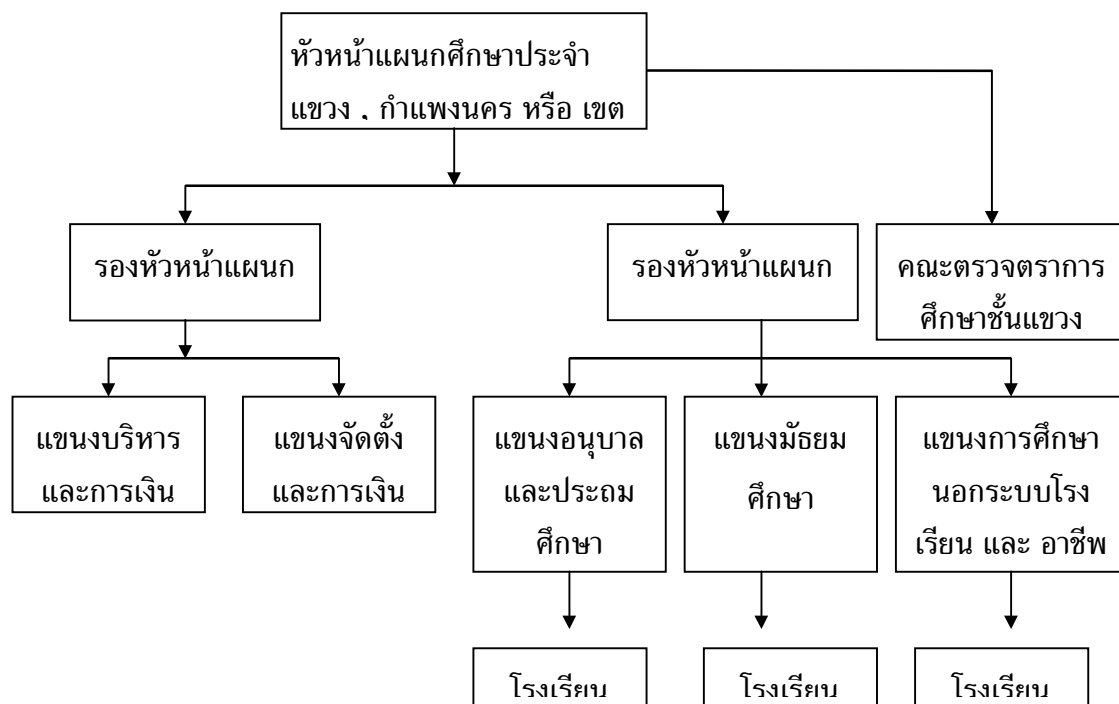 หัวหน้าแผนกศึกษาประจำ
แขวง , กำแพงนคร หรือ เขต
รองหัวหน้าแผนก
รองหัวหน้าแผนก
คณะตรวจตราการ
ศึกษาชั้นแขวง
แขนงบริหาร
และการเงิน
แขนงจัดตั้ง
และการเงิน
แขนงอนุบาล
และประถม
ศึกษา
แขนงมัธยม
ศึกษา
แขนงการศึกษา
นอกระบบโรง
เรียน และ อาชีพ
โรงเรียน
โรงเรียน
โรงเรียน